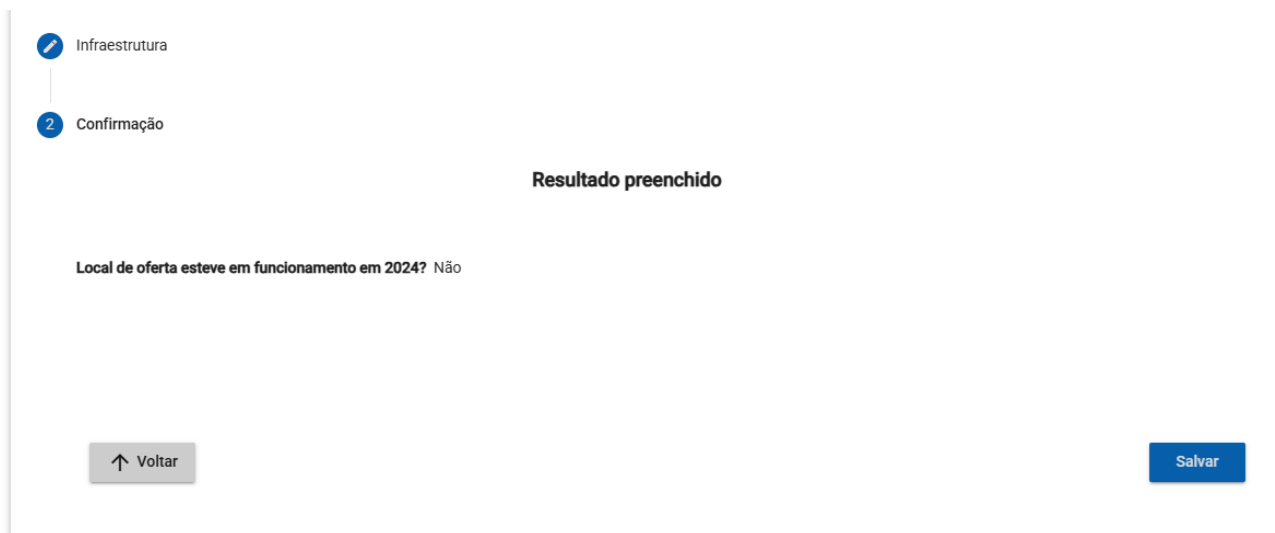 Infraestrutura
2 Confirmação
Resultado preenchido
Local de oferta esteve em funcionamento em 2024? Não
Voltar
Salvar